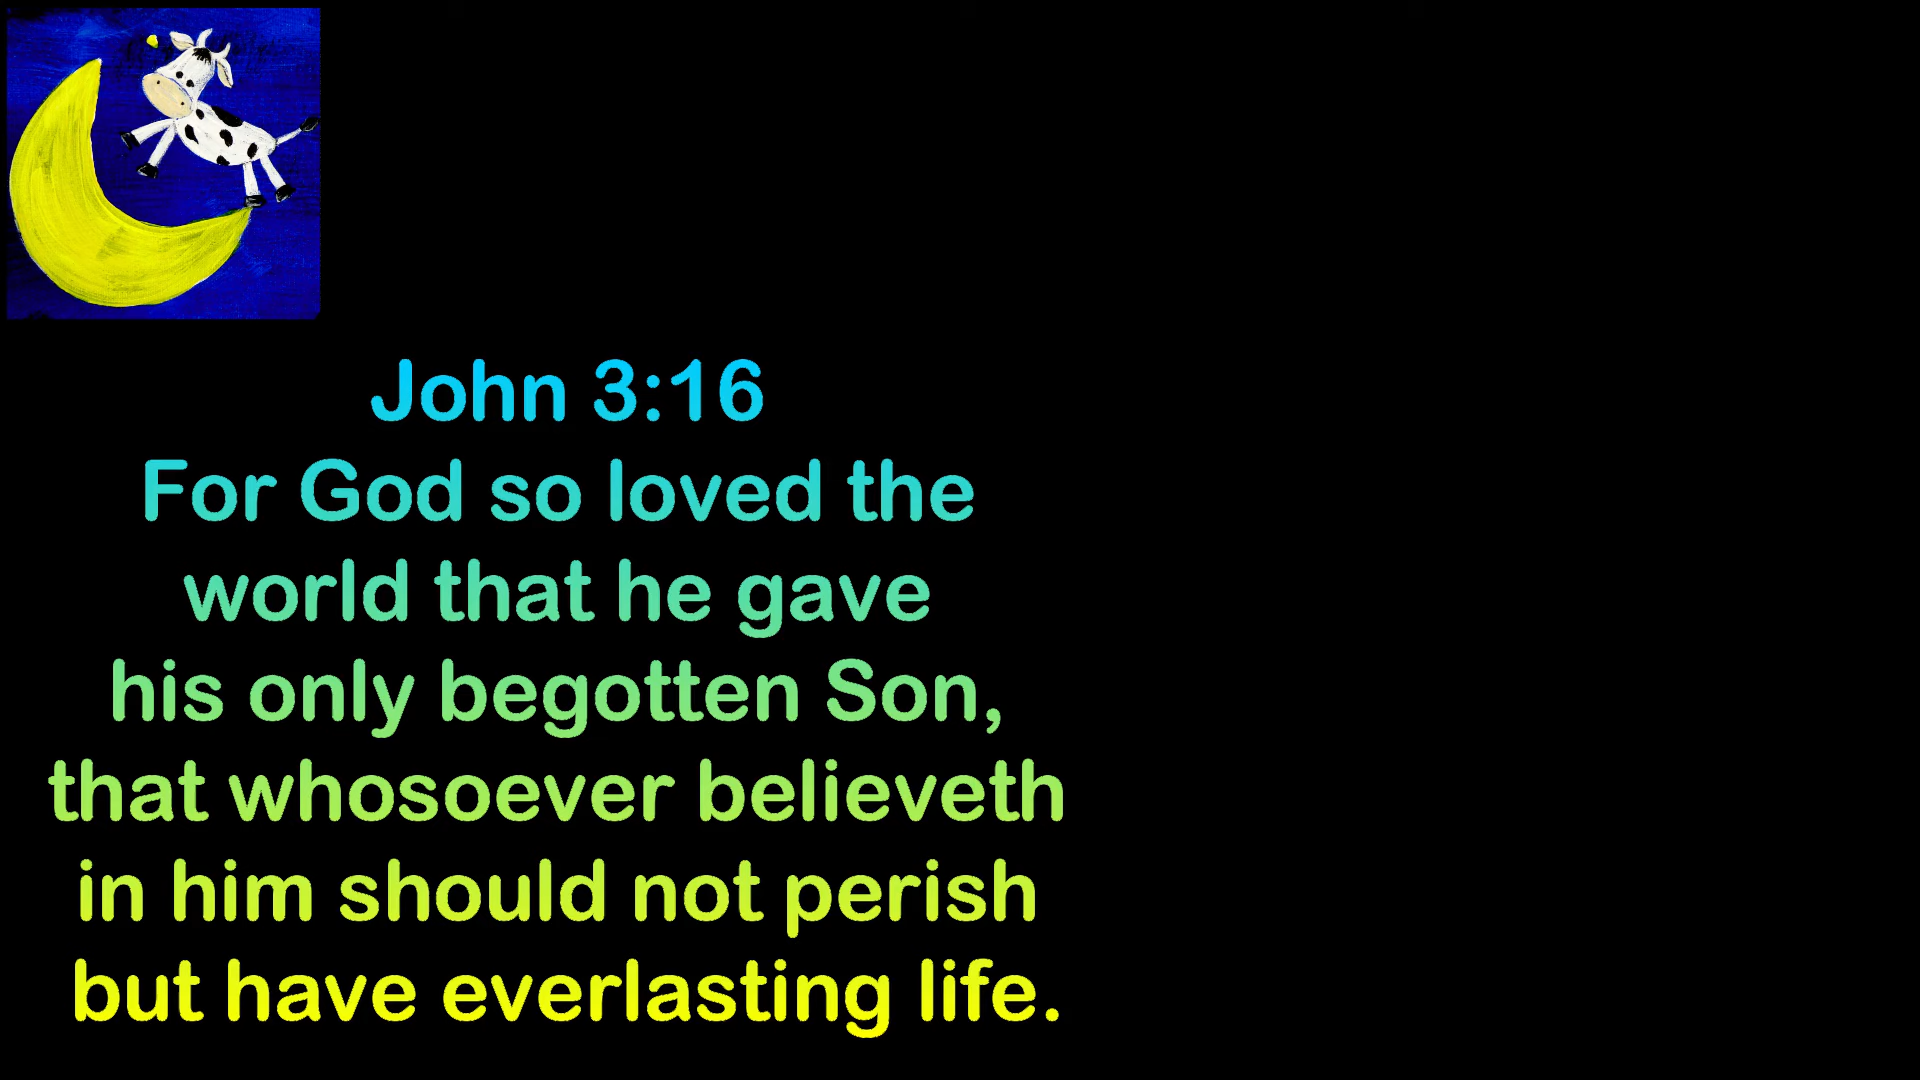 John 3:16
For God so loved the
world that he gave
his only begotten Son,
that whosoever believeth
in him should not perish
but have everlasting life.